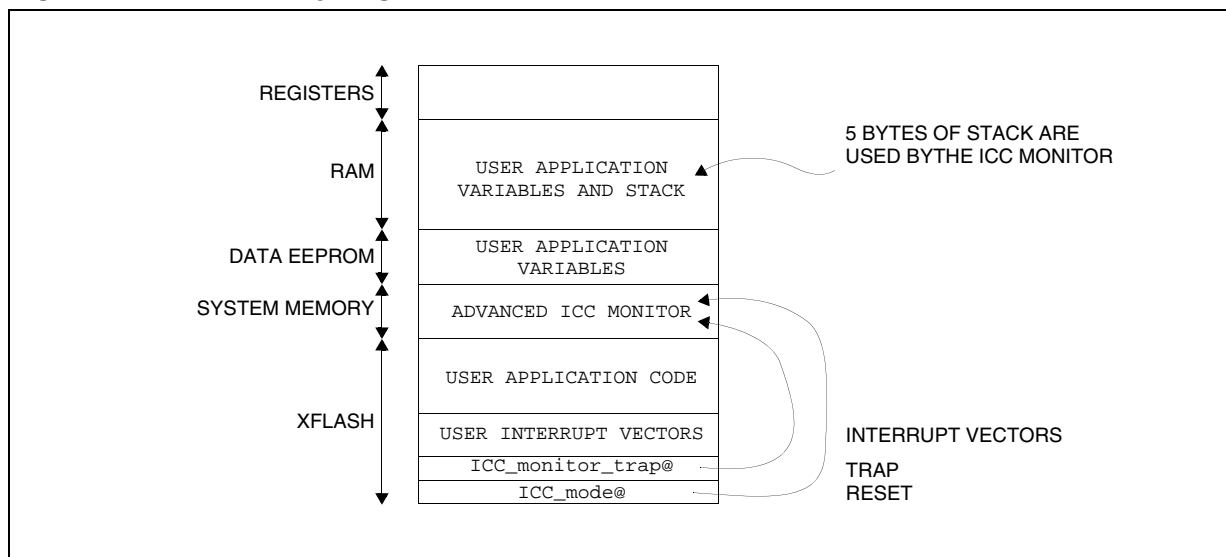 REGISTERS
RAM
USER APPLICATION
VARIABLES AND STACK
5 BYTES OF STACK ARE
USED BYTHE ICC MONITOR
DATA EEPROM
USER APPLICATION
VARIABLES
SYSTEM MEMORY
ADVANCED ICC MONITOR
XFLASH
USER APPLICATION CODE
USER INTERRUPT VECTORS
INTERRUPT VECTORS
ICC_monitor_trap@
TRAP
ICC_mode@
RESET